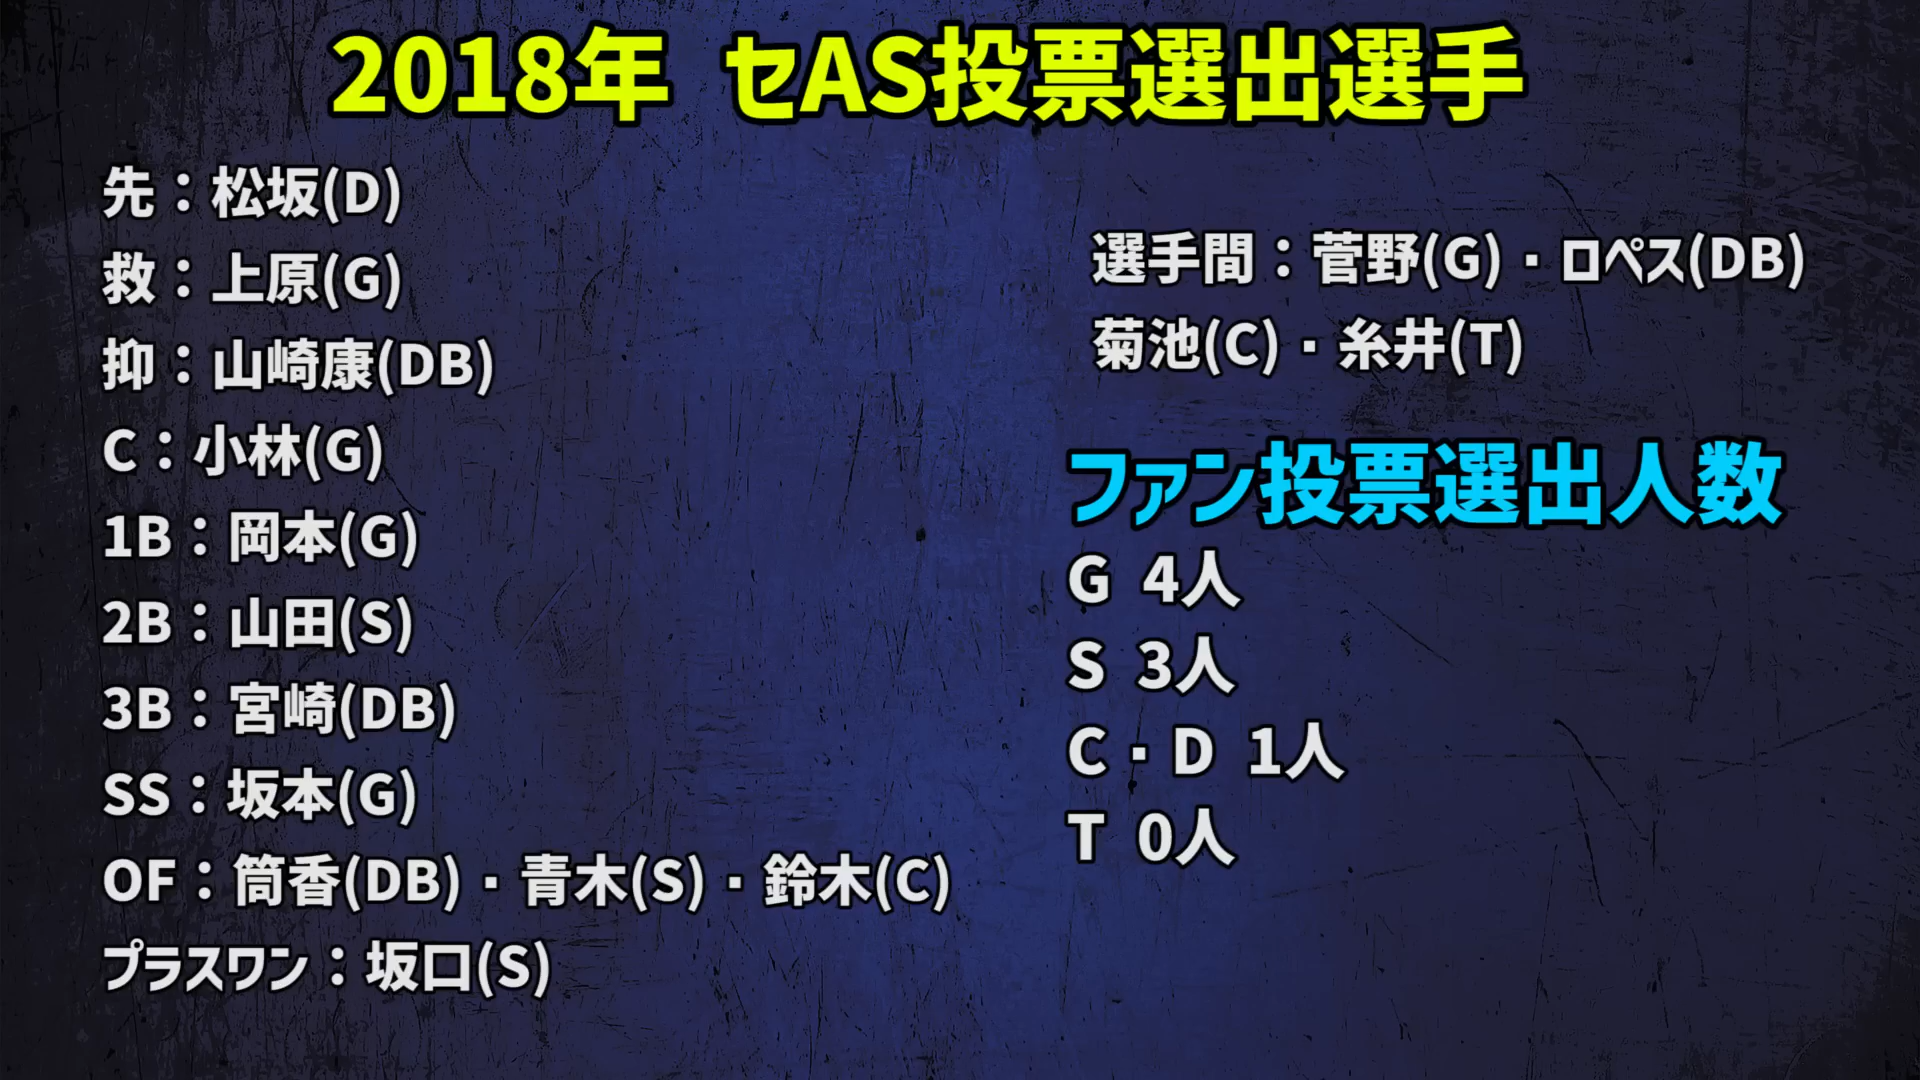 2018年 セAS投票選出選手
先：松坂(D)
救：上原(G)
抑：山崎康(DB)
C：小林(G)
1B：岡本(G)
2B：山田(S)
3B：宮崎(DB)
SS：坂本(G)
OF：筒香(DB)・青木(S)・鈴木(C)
プラスワン：坂口(S)
選手間：菅野(G)・ロペス(DB)
菊池(C)・糸井(T)
ファン投票選出人数
G 4人
S 3人
C・D 1人
T 0人